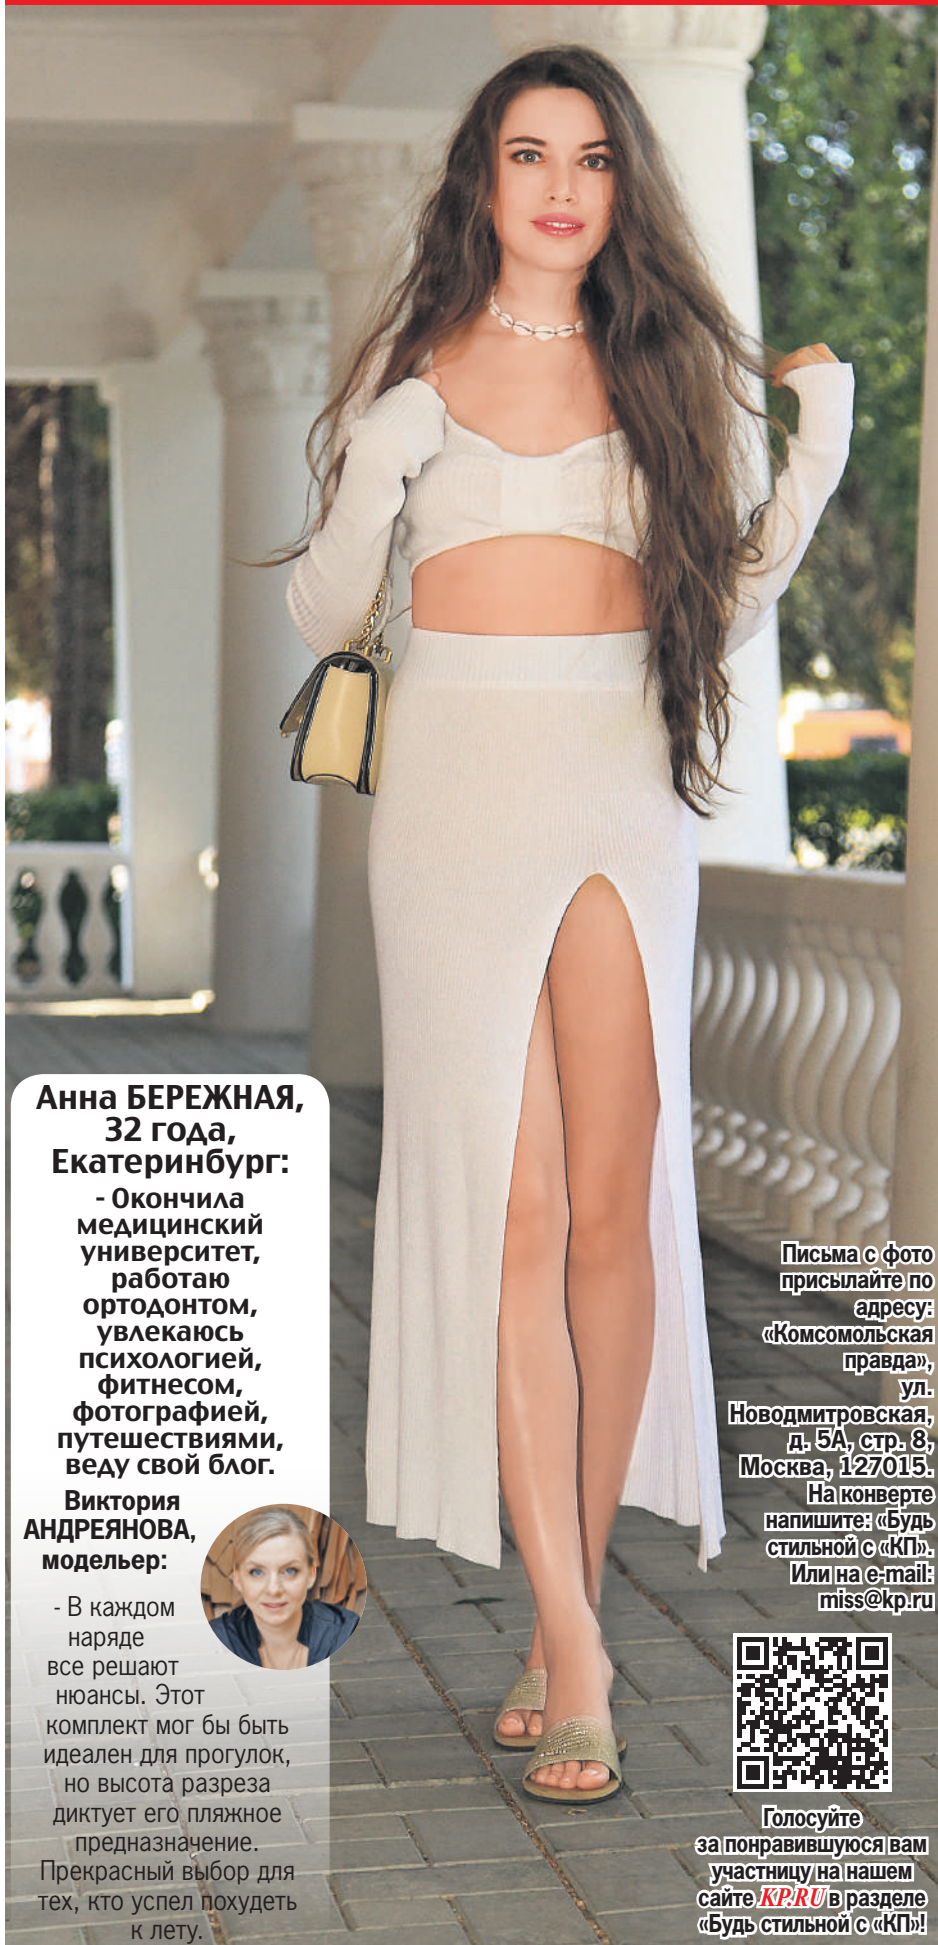 Анна БЕРЕЖНАЯ,
32 года,
Екатеринбург:
- Окончила
медицинский
университет,
работаю
ортодонтом,
увлекаюсь
психологией,
фитнесом,
фотографией,
путешествиями,
веду свой блог.
Виктория
АНДРЕЯНОВА,
модельер:
- В каждом
наряде
все решают
нюансы. Этот
комплект мог бы быть
идеален для прогулок,
но высота разреза
диктует его пляжное
предназначение.
Прекрасный выбор для
тех, кто успел похудеть
к лету.
Письма с фото
присылайте по
адресу:
«Комсомольская
правда»,
ул.
Новодмитровская,
д. 5А, стр. 8,
Москва, 127015.
На конверте
напишите: «Будь
стильной с «КП».
Или на e-mail:
miss@kp.ru
Голосуйте
за понравившуюся вам
участницу на нашем
сайте KP.RU в разделе
«Будь стильной с «КП»!